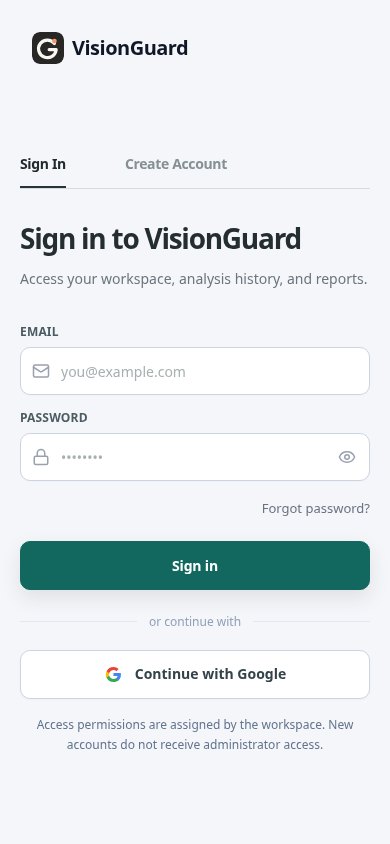 VisionGuard
Sign In
Create Account
Sign in to VisionGuard
Access your workspace, analysis history, and reports.
EMAIL
you@example.com
PASSWORD
••••••••
Forgot password?
Sign in
or continue with
Continue with Google
Access permissions are assigned by the workspace. New
accounts do not receive administrator access.